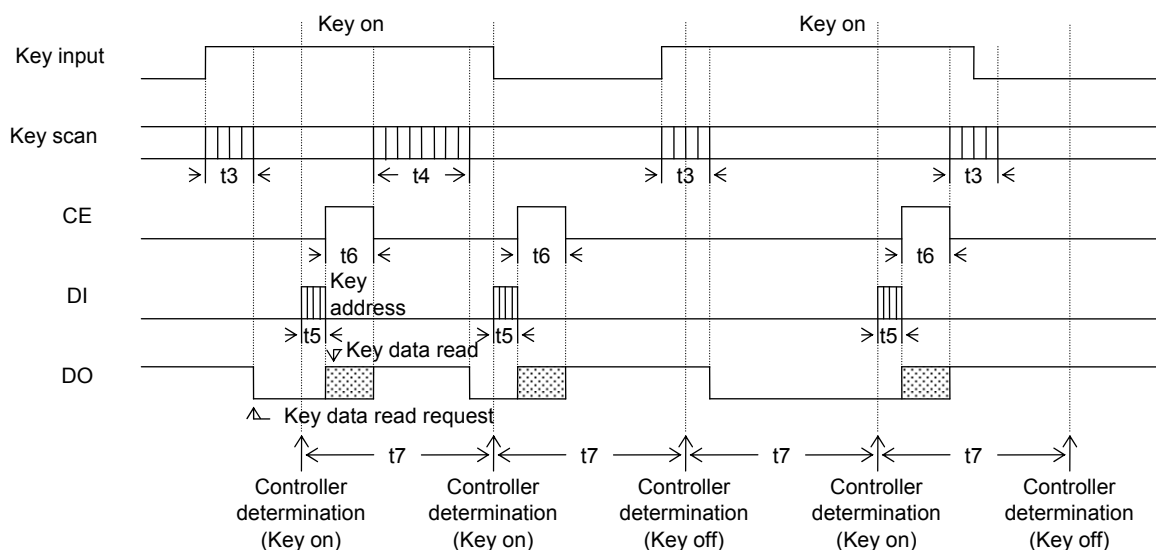 Key on
Key on
Key input
Key scan
t3
t4
t3
t3
CE
t6
t6
t6
DI
Key
address
t5
t5
t5
Key data read
DO
Key data read request
t7
t7
t7
t7
Controller
determination
(Key on)
Controller
determination
(Key on)
Controller
determination
(Key off)
Controller
determination
(Key on)
Controller
determination
(Key off)